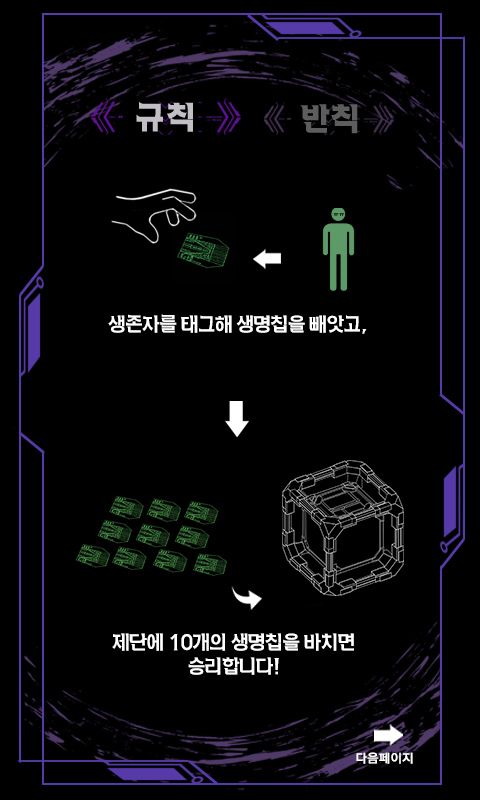 규칙
반칙
생존자를 태그해 생명칩을 빼앗고,
제단에 10개의 생명칩을 바치면
승리합니다!
다음페이지